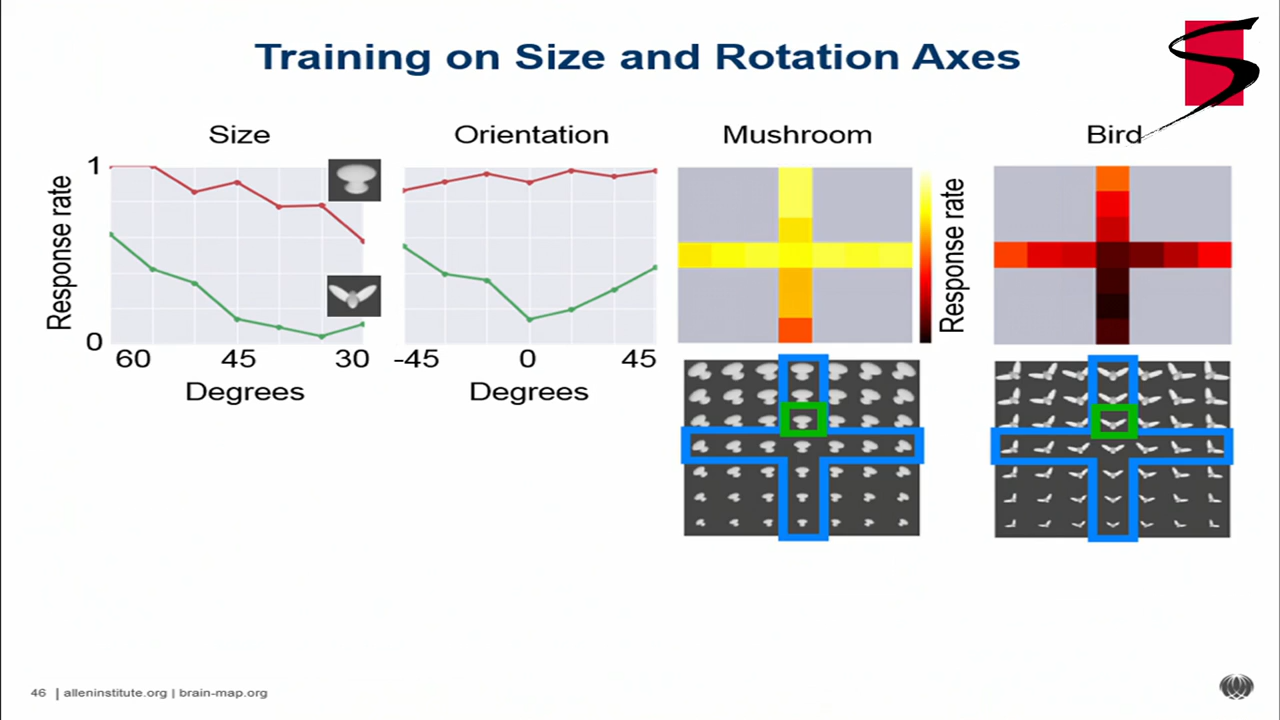 Training on Size and Rotation Axes
Size
Orientation
Mushroom
Bird
Response rate
1
0
60
45
30
Degrees
-45
0
45
Degrees
Response rate
46 | alleninstitute.org | brain-map.org